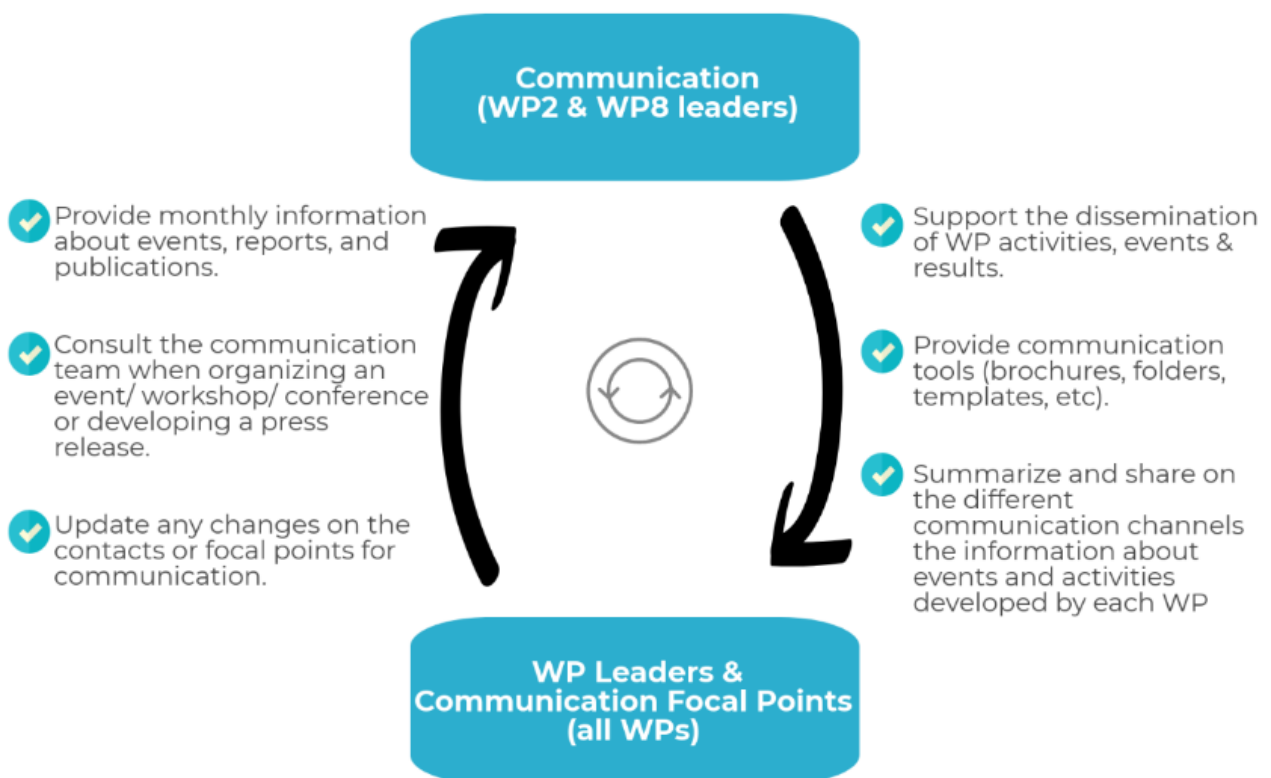 Communication
(WP2 & WP8 leaders)
Provide monthly information
about events, reports, and
publications.
Consult the communication
team when organizing an
event/ workshop/ conference
or developing a press
release.
Update any changes on the
contacts or focal points for
communication.
Support the dissemination
of WP activities, events &
results.
Provide communication
tools (brochures, folders,
templates, etc).
Summarize and share on
the different
communication channels
the information about
events and activities
developed by each WP
WP Leaders &
Communication Focal Points
(all WPs)